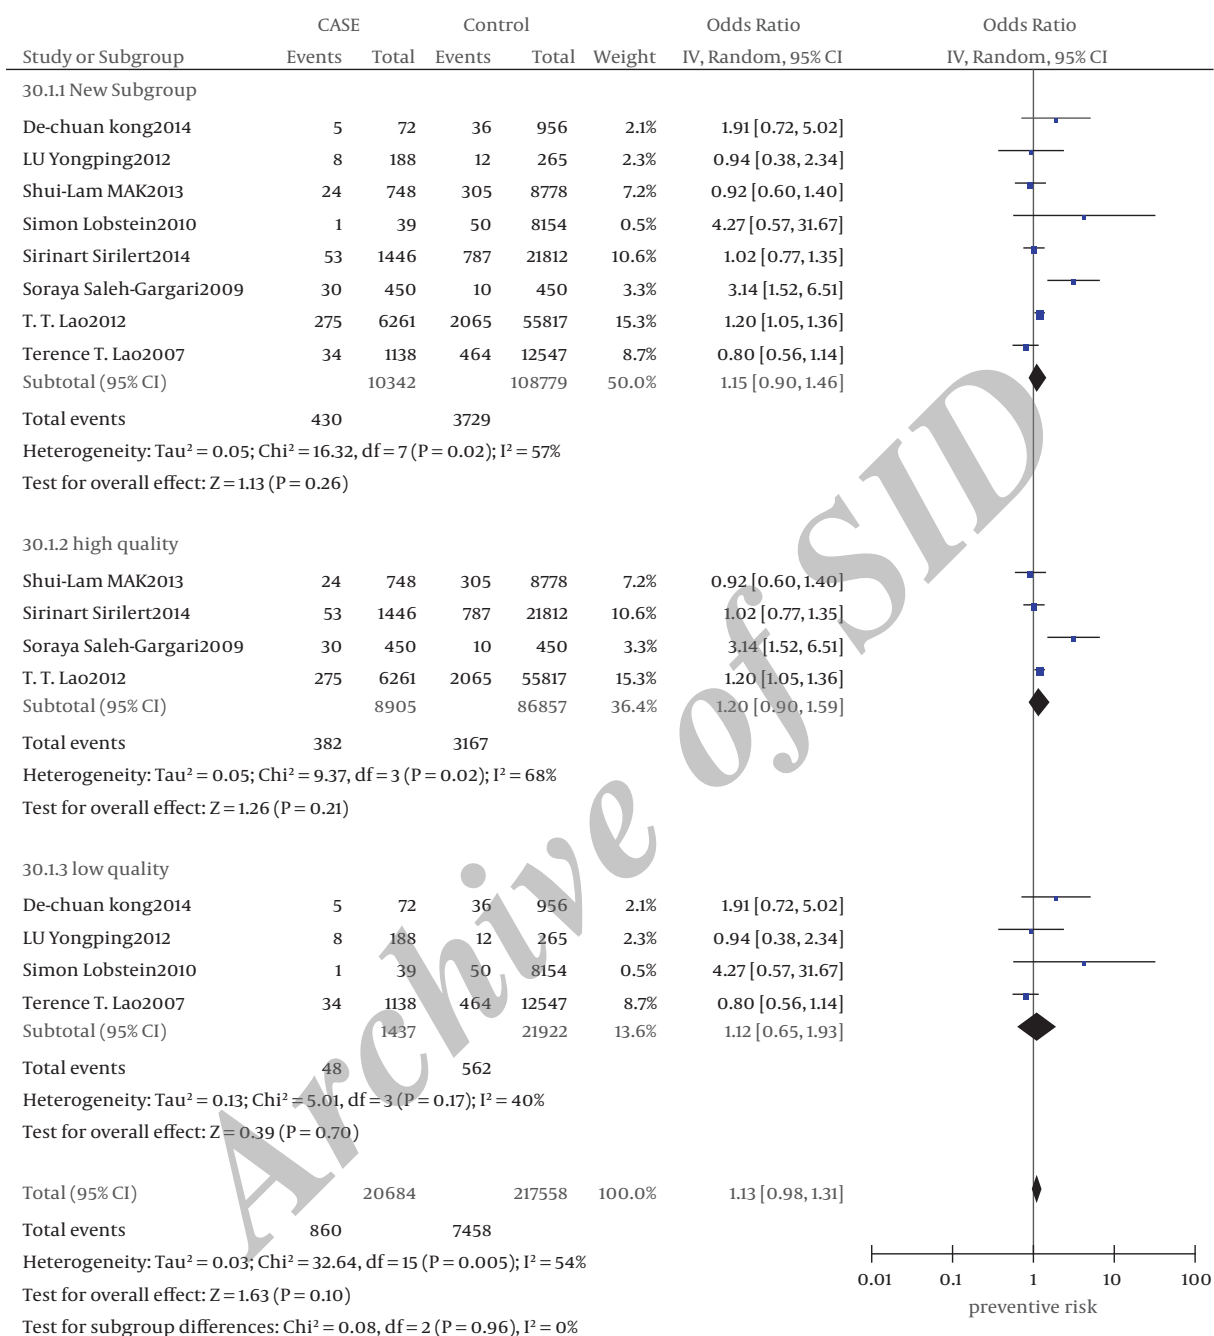 CASE Control Odds Ratio Odds Ratio
Study or Subgroup Events Total Events Total Weight IV, Random, 95% CI IV, Random, 95% CI
30.1.1 New Subgroup
De-chuan kong2014 5 72 36 956 2.1% 1.91 [0.72, 5.02]
LU Yongping2012 8 188 12 265 2.3% 0.94 [0.38, 2.34]
Shui-Lam MAK2013 24 748 305 8778 7.2% 0.92 [0.60, 1.40]
Simon Lobstein2010 1 39 50 8154 0.5% 4.27 [0.57, 31.67]
Sirinart Sirilert2014 53 1446 787 21812 10.6% 1.02 [0.77, 1.35]
Soraya Saleh-Gargari2009 30 450 10 450 3.3% 3.14 [1.52, 6.51]
T. T. Lao2012 275 6261 2065 55817 15.3% 1.20 [1.05, 1.36]
Terence T. Lao2007 34 1138 464 12547 8.7% 0.80 [0.56, 1.14]
Subtotal (95% CI) 10342 108779 50.0% 1.15 [0.90, 1.46]
Total events 430 3729
Heterogeneity: Tau² = 0.05; Chi² = 16.32, df = 7 (P = 0.02); I² = 57%
Test for overall effect: Z = 1.13 (P = 0.26)
30.1.2 high quality
Shui-Lam MAK2013 24 748 305 8778 7.2% 0.92 [0.60, 1.40]
Sirinart Sirilert2014 53 1446 787 21812 10.6% 1.02 [0.77, 1.35]
Soraya Saleh-Gargari2009 30 450 10 450 3.3% 3.14 [1.52, 6.51]
T. T. Lao2012 275 6261 2065 55817 15.3% 1.20 [1.05, 1.36]
Subtotal (95% CI) 8905 86857 36.4% 1.20 [0.90, 1.59]
Total events 382 3167
Heterogeneity: Tau² = 0.05; Chi² = 9.37, df = 3 (P = 0.02); I² = 68%
Test for overall effect: Z = 1.26 (P = 0.21)
30.1.3 low quality
De-chuan kong2014 5 72 36 956 2.1% 1.91 [0.72, 5.02]
LU Yongping2012 8 188 12 265 2.3% 0.94 [0.38, 2.34]
Simon Lobstein2010 1 39 50 8154 0.5% 4.27 [0.57, 31.67]
Terence T. Lao2007 34 1138 464 12547 8.7% 0.80 [0.56, 1.14]
Subtotal (95% CI) 1437 21922 13.6% 1.12 [0.65, 1.93]
Total events 48 562
Heterogeneity: Tau² = 0.13; Chi² = 5.01, df = 3 (P = 0.17); I² = 40%
Test for overall effect: Z = 0.39 (P = 0.70)
Total (95% CI) 20684 217558 100.0% 1.13 [0.98, 1.31]
Total events 860 7458
Heterogeneity: Tau² = 0.03; Chi² = 32.64, df = 15 (P = 0.005); I² = 54%
Test for overall effect: Z = 1.63 (P = 0.10)
Test for subgroup differences: Chi² = 0.08, df = 2 (P = 0.96), I² = 0%
0.01 0.1 1 10 100
preventive risk
Archive of SID